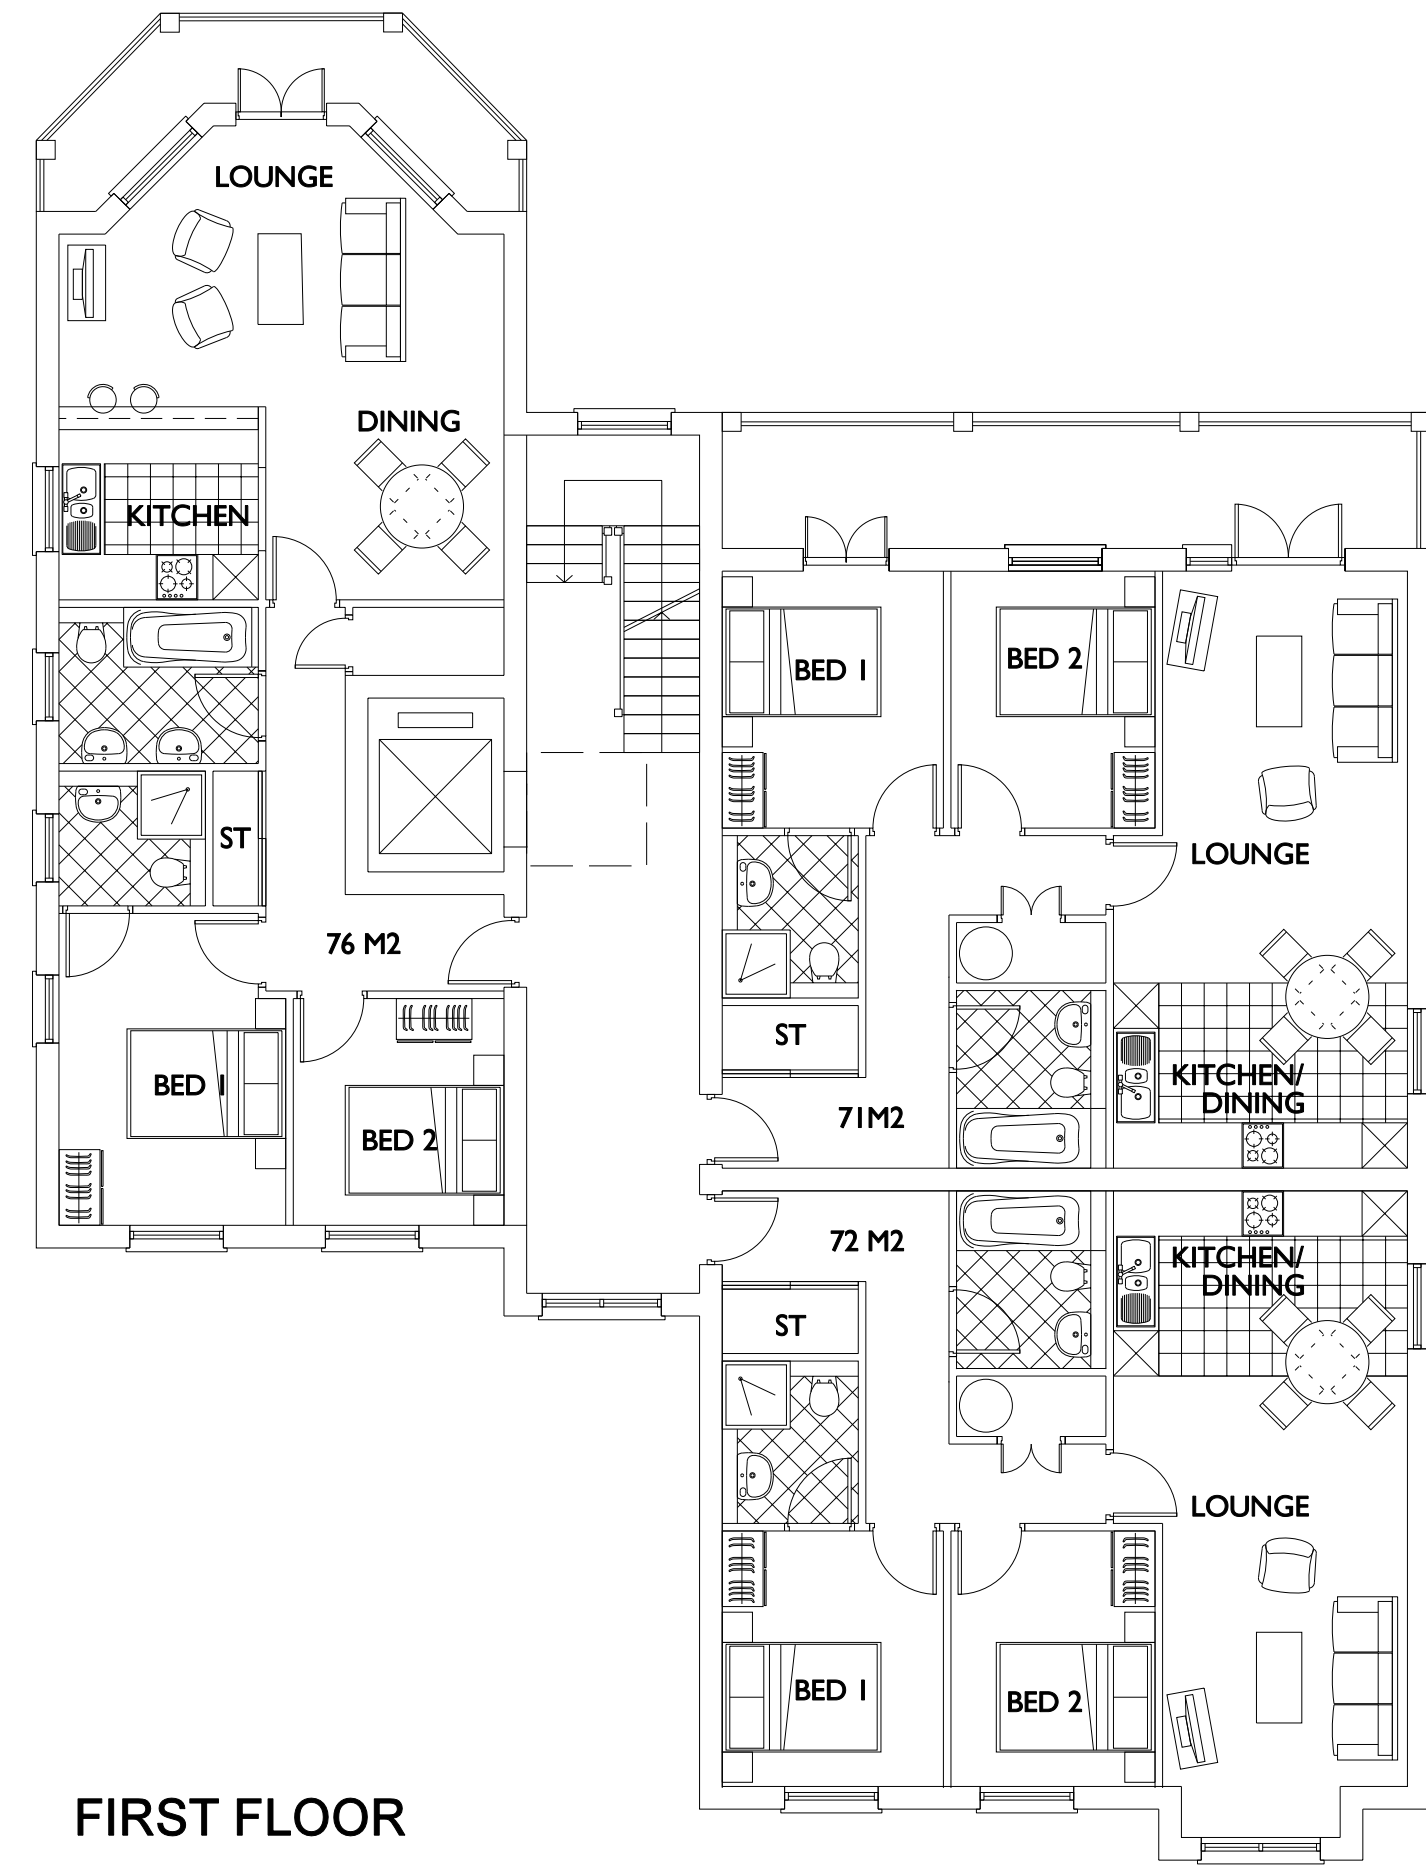 LOUNGE
DINING
KITCHEN
ST
76 M2
BED 1
BED 2
BED 1
BED 2
LOUNGE
ST
KITCHEN/
DINING
71M2
72 M2
KITCHEN/
DINING
ST
LOUNGE
BED 1
BED 2
FIRST FLOOR